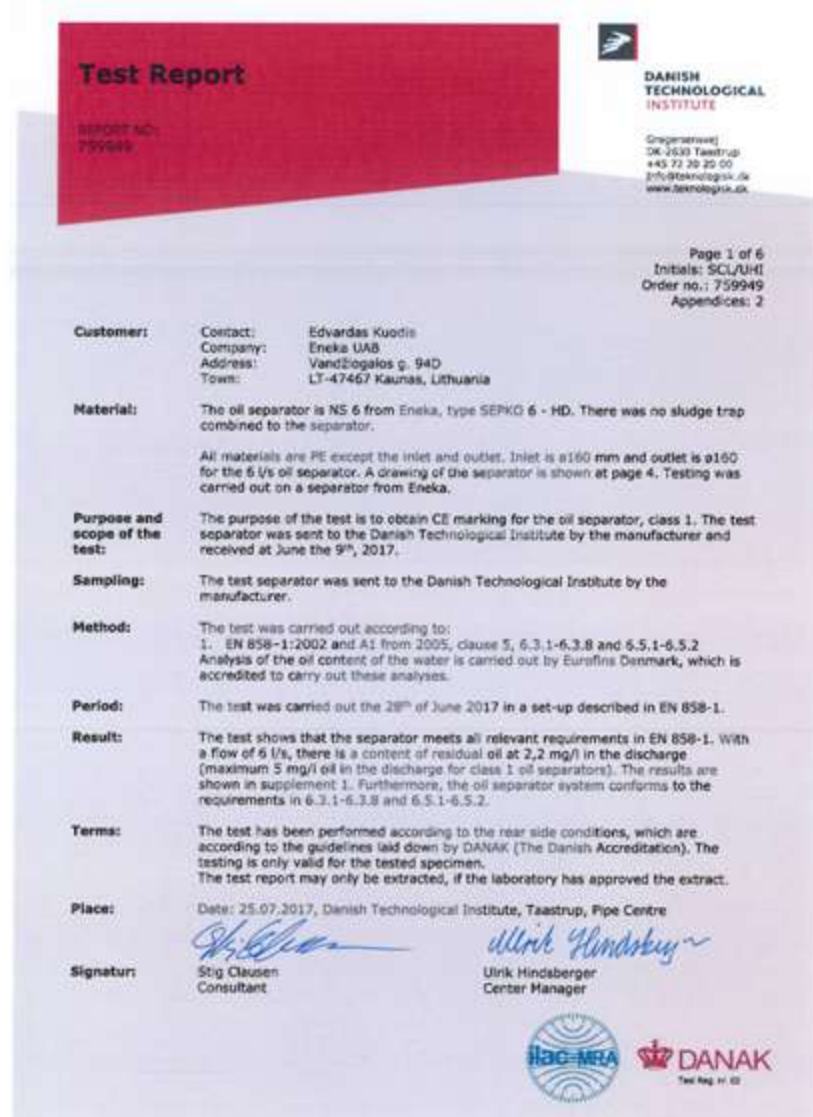 Test Report
REPORT NO:
759949
DANISH
TECHNOLOGICAL
INSTITUTE
Gregersensvej
DK-2630 Taastrup
+45 72 20 20 00
Info@teknologisk.dk
www.teknologisk.dk
Page 1 of 6
Initials: SCL/UHI
Order no.: 759949
Appendices: 2
Customer: Contact: Edvardas Kuodis
Company: Eneka UAB
Address: Vandžiogalos g. 94D
Town: LT-47467 Kaunas, Lithuania
Material: The oil separator is NS 6 from Eneka, type SEPKO 6 - HD. There was no sludge trap
combined to the separator.
All materials are PE except the inlet and outlet. Inlet is ø160 mm and outlet is ø160
for the 6 l/s oil separator. A drawing of the separator is shown at page 4. Testing was
carried out on a separator from Eneka.
Purpose and scope of the test: The purpose of the test is to obtain CE marking for the oil separator, class 1. The test
separator was sent to the Danish Technological Institute by the manufacturer and
received at June the 9th, 2017.
Sampling: The test separator was sent to the Danish Technological Institute by the
manufacturer.
Method: The test was carried out according to:
1. EN 858-1:2002 and A1 from 2005, clause 5, 6.3.1-6.3.8 and 6.5.1-6.5.2
Analysis of the oil content of the water is carried out by Eurofins Denmark, which is
accredited to carry out these analyses.
Period: The test was carried out the 28th of June 2017 in a set-up described in EN 858-1.
Result: The test shows that the separator meets all relevant requirements in EN 858-1. With
a flow of 6 l/s, there is a content of residual oil at 2,2 mg/l in the discharge
(maximum 5 mg/l oil in the discharge for class 1 oil separators). The results are
shown in supplement 1. Furthermore, the oil separator system conforms to the
requirements in 6.3.1-6.3.8 and 6.5.1-6.5.2.
Terms: The test has been performed according to the rear side conditions, which are
according to the guidelines laid down by DANAK (The Danish Accreditation). The
testing is only valid for the tested specimen.
The test report may only be extracted, if the laboratory has approved the extract.
Place: Date: 25.07.2017, Danish Technological Institute, Taastrup, Pipe Centre
Ulrik Hindsberger
Signatur: Stig Clausen Ulrik Hindsberger
Consultant Center Manager
ilac-MRA DANAK
Test Reg. nr. 02